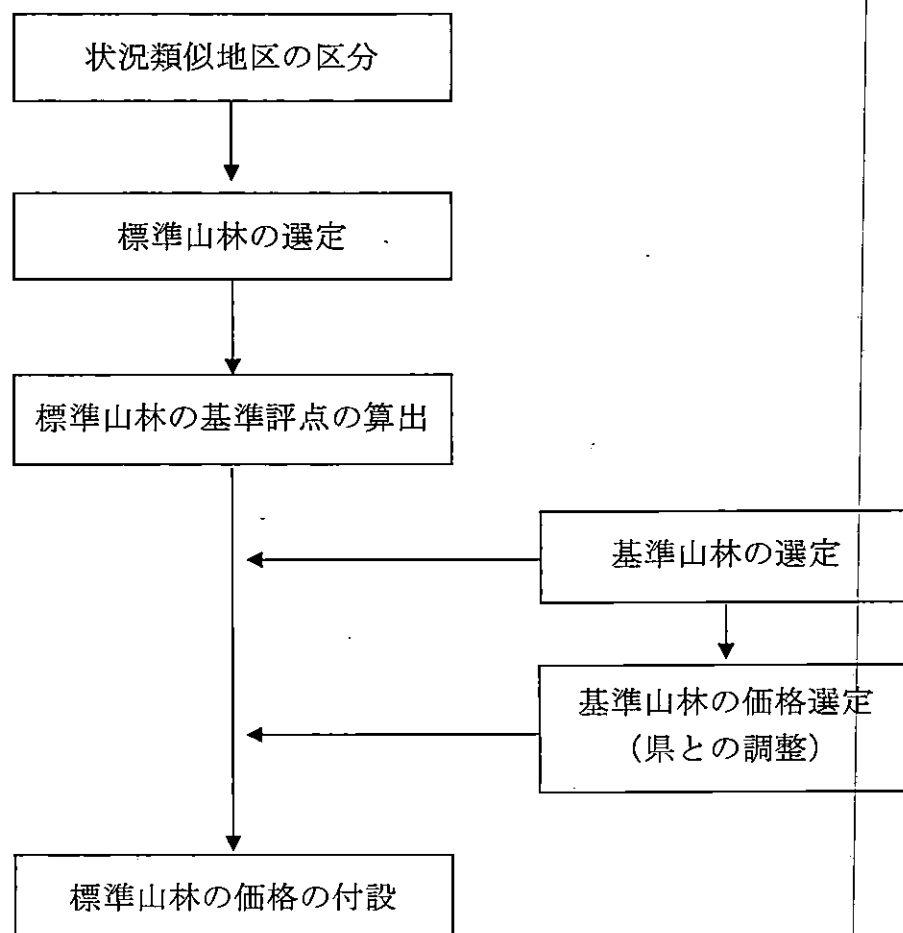 状況類似地区の区分
標準山林の選定
標準山林の基準評点の算出
基準山林の選定
基準山林の価格選定
（県との調整）
標準山林の価格の付設